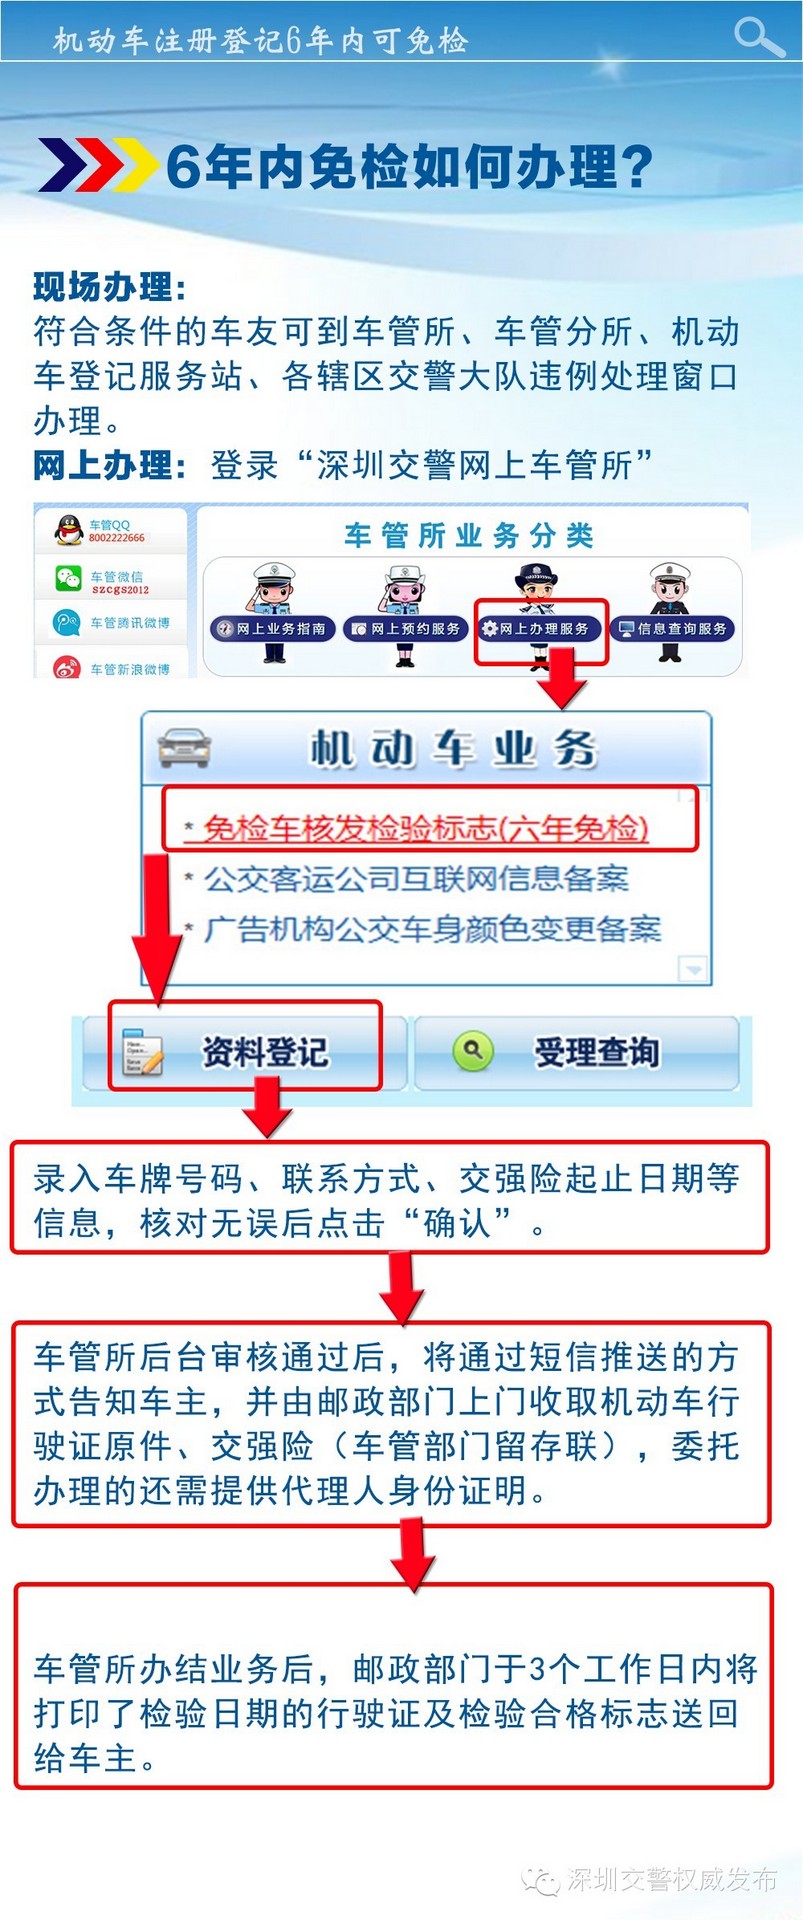 机动车注册登记6年内可免检
6年内免检如何办理?
现场办理:
符合条件的车友可到车管所、车管分所、机动
车登记服务站、各辖区交警大队违例处理窗口
办理。
网上办理: 登录“深圳交警网上车管所”
车管QQ
8002222666
车管微信
szcgs2012
车管腾讯微博
车管新浪微博
车管所业务分类
网上业务指南
网上预约服务
网上办理服务
信息查询服务
机动车业务
* 免检车核发检验标志(六年免检)
* 公交客运公司互联网信息备案
* 广告机构公交车身颜色变更备案
资料登记
受理查询
录入车牌号码、联系方式、交强险起止日期等
信息，核对无误后点击“确认”。
车管所后台审核通过后，将通过短信推送的方
式告知车主，并由邮政部门上门收取机动车行
驶证原件、交强险（车管部门留存联），委托
办理的还需提供代理人身份证明。
车管所办结业务后，邮政部门于3个工作日内将
打印了检验日期的行驶证及检验合格标志送回
给车主。
深圳交警权威发布